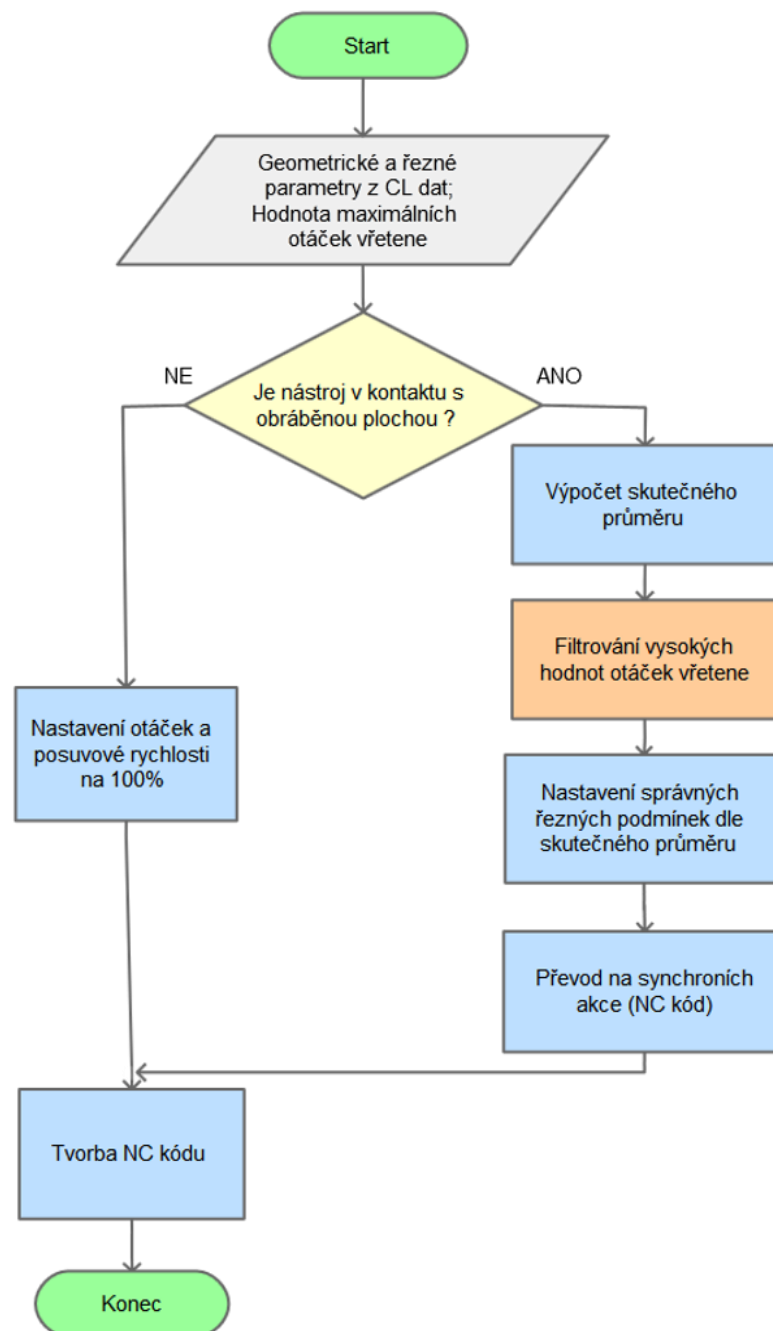 Start
Geometrické a řezné
parametry z CL dat;
Hodnota maximálních
otáček vřetene
NE
ANO
Je nástroj v kontaktu s
obráběnou plochou ?
Výpočet skutečného
průměru
Filtrování vysokých
hodnot otáček vřetene
Nastavení otáček a
posuvové rychlosti
na 100%
Nastavení správných
řezných podmínek dle
skutečného průměru
Převod na synchroních
akce (NC kód)
Tvorba NC kódu
Konec